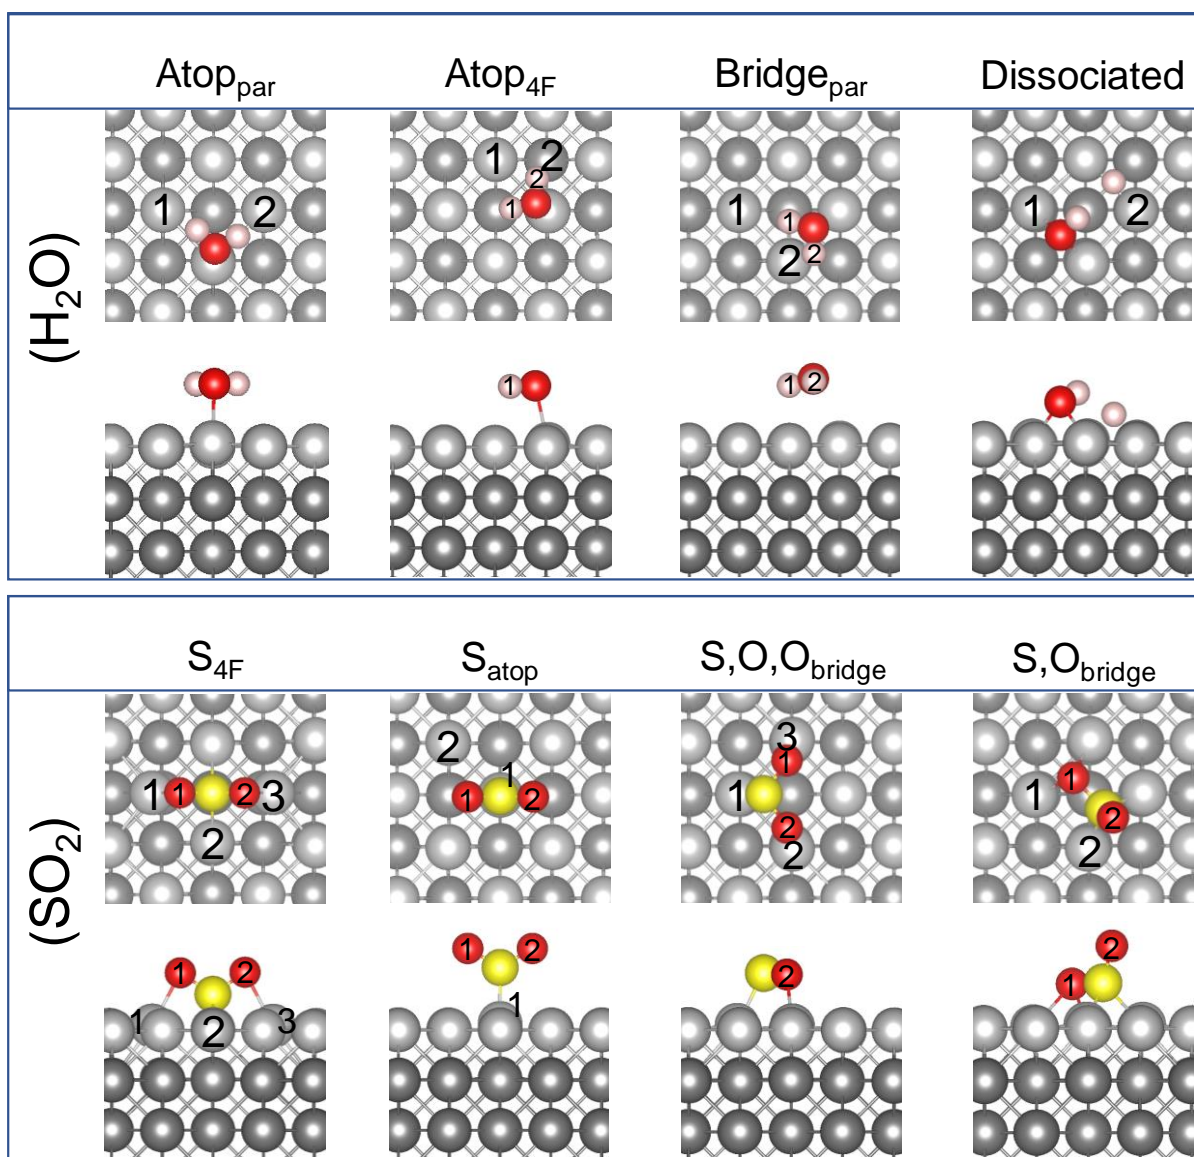 Atop_par Atop_4F Bridge_par Dissociated
(H₂O)
1 2
1 2 1 2
1 2 1 2
1 2
1
1 2
S_4F S_atop S,O,O_bridge S,O_bridge
(SO₂)
1 1 2 3 2
2 1 1 2
3 1 1 2 2
1 1 2 2
1 2 1 2 3
1 2 1
2
2 1